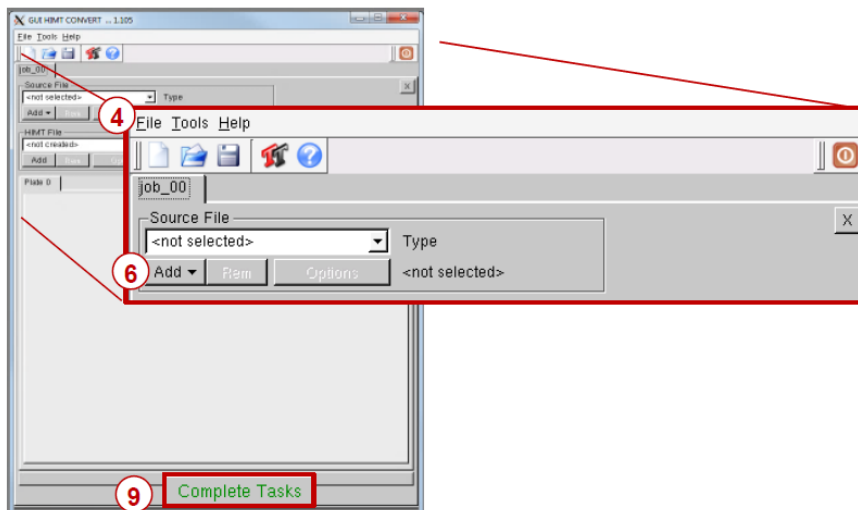 GUI HIMT CONVERT ... 1.105
File Tools Help
job_00
Source File
<not selected>
Type
Add
Rem
HIMT File
<not created>
Add
Rem
Plate 0
X
4
File Tools Help
job_00
Source File
<not selected>
Type
X
6
Add
Rem
Options
<not selected>
9
Complete Tasks